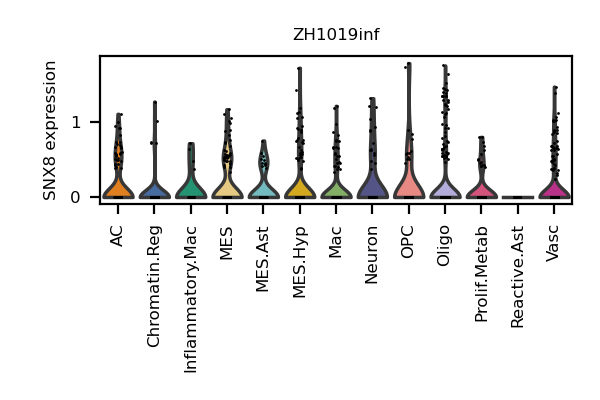 ZH1019inf
SNX8 expression
1
0
AC
Chromatin.Reg
Inflammatory.Mac
MES
MES.Ast
MES.Hyp
Mac
Neuron
OPC
Oligo
Prolif.Metab
Reactive.Ast
Vasc